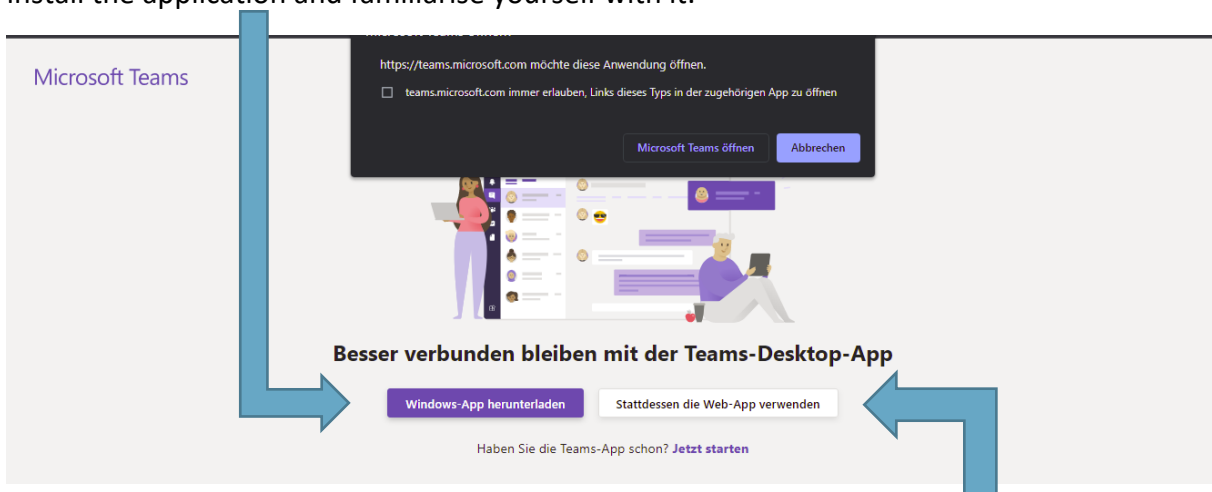 install the application and familiarise yourself with it.
Microsoft Teams
https://teams.microsoft.com möchte diese Anwendung öffnen.
teams.microsoft.com immer erlauben, Links dieses Typs in der zugehörigen App zu öffnen
Microsoft Teams öffnen Abbrechen
Besser verbunden bleiben mit der Teams-Desktop-App
Windows-App herunterladen Stattdessen die Web-App verwenden
Haben Sie die Teams-App schon? Jetzt starten